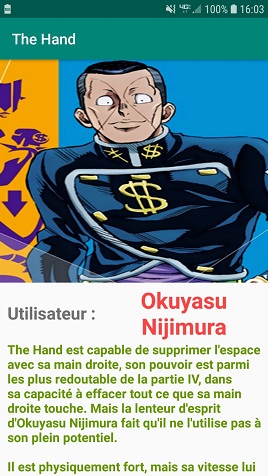 100% 16:03
The Hand
$
$
Utilisateur :
Okuyasu
Nijimura
The Hand est capable de supprimer l'espace
avec sa main droite, son pouvoir est parmi
les plus redoutable de la partie IV, dans
sa capacité à effacer tout ce que sa main
droite touche. Mais la lenteur d'esprit
d'Okuyasu Nijimura fait qu'il ne l'utilise pas à
son plein potentiel.
Il est physiquement fort, mais sa vitesse lui